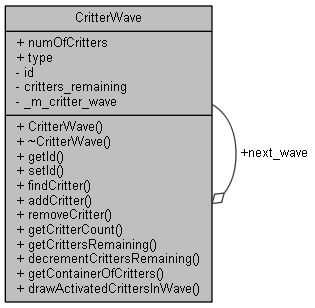 CritterWave
+ numOfCritters
+ type
- id
- critters_remaining
- _m_critter_wave
+ CritterWave()
+ ~CritterWave()
+ getId()
+ setId()
+ findCritter()
+ addCritter()
+ removeCritter()
+ getCritterCount()
+ getCrittersRemaining()
+ decrementCrittersRemaining()
+ getContainerOfCritters()
+ drawActivatedCrittersInWave()
+next_wave